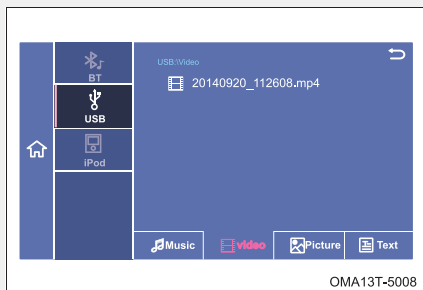 BT
USB
iPod
USB:\Video
20140920_112608.mp4
Music
video
Picture
Text
OMA13T-5008